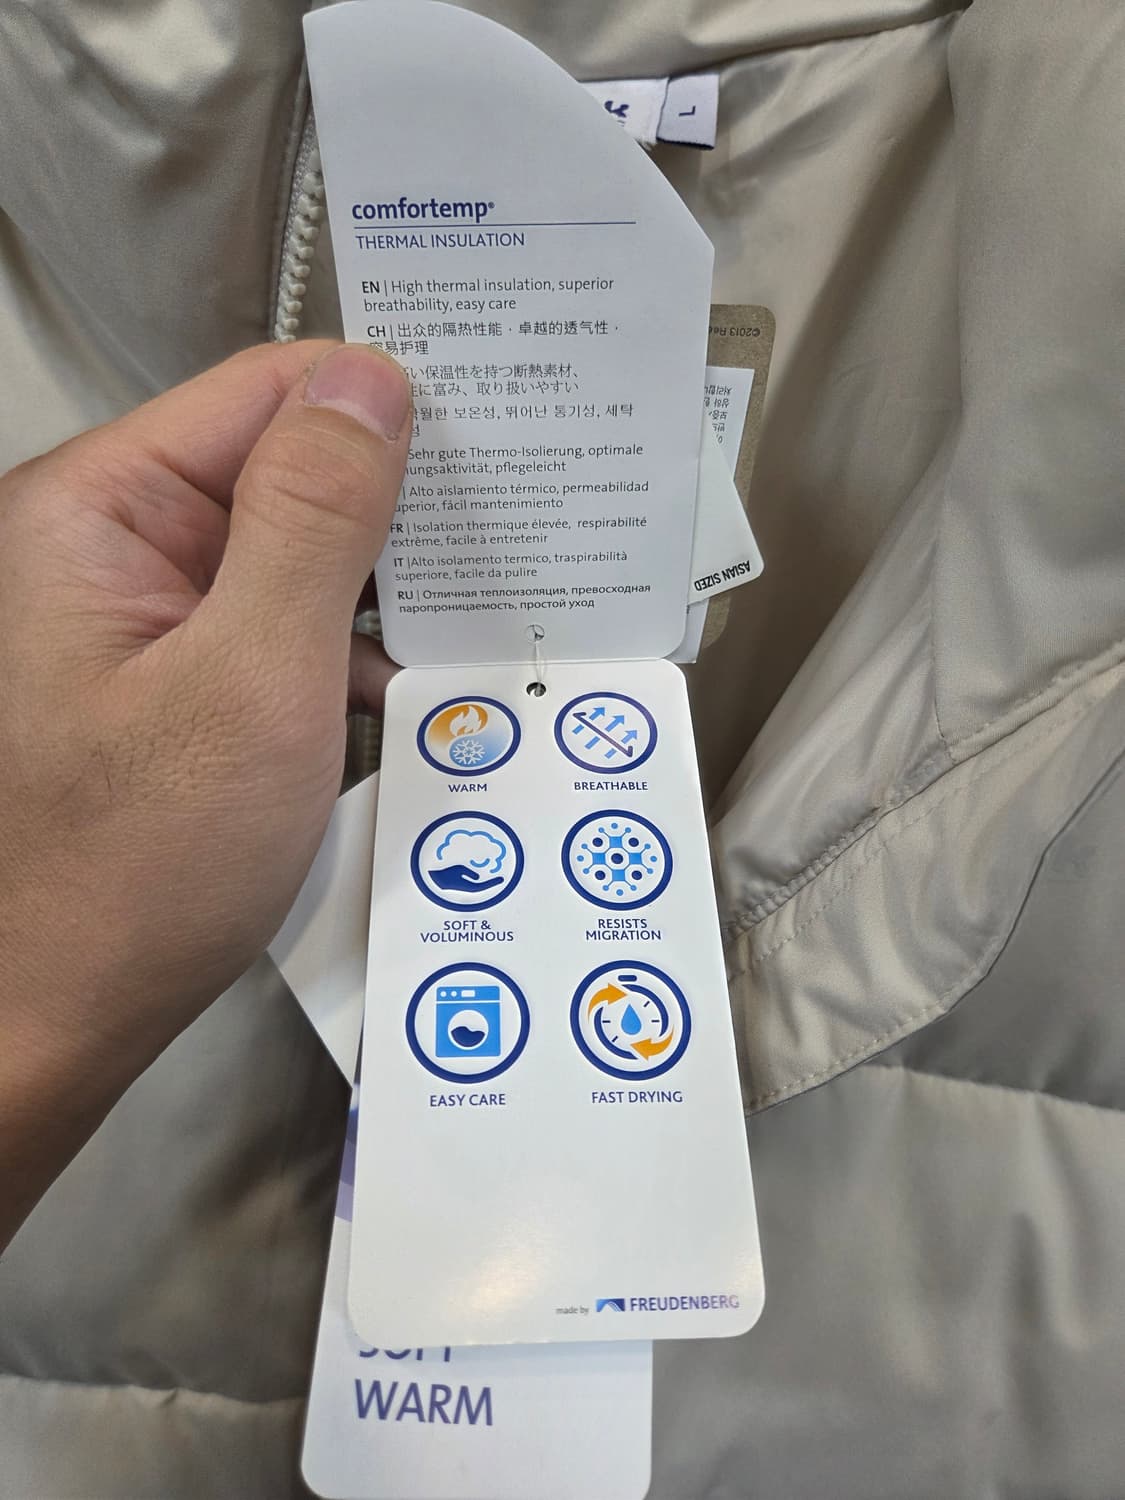 L
comfortemp®
THERMAL INSULATION
EN | High thermal insulation, superior
breathability, easy care
CH | 出众的隔热性能・卓越的透气性・
容易护理
い保温性を持つ断熱素材、
に富み、取り扱いやすい
보온성, 뛰어난 통기성, 세탁
Sehr gute Thermo-Isolierung, optimale
pflegeleicht
| Alto aislamiento térmico, permeabilidad
fácil mantenimiento
FR | Isolation thermique élevée, respirabilité
extrême, facile à entretenir
IT |Alto isolamento termico, traspirabilità
superiore, facile da pulire
RU | Отличная теплоизоляция, превосходная
паропроницаемость, простой уход
©2013
ASIAN SIZED
WARM
BREATHABLE
SOFT &
VOLUMINOUS
RESISTS
MIGRATION
EASY CARE
FAST DRYING
made by FREUDENBERG
WARM